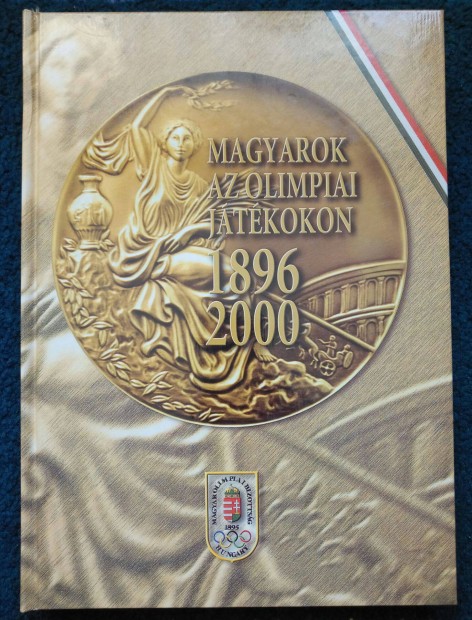 MAGYAROK
AZ OLIMPIAI
JÁTÉKOKON
1896
2000
MAGYAR OLIMPIAI BIZOTTSÁG
1895
HUNGARY